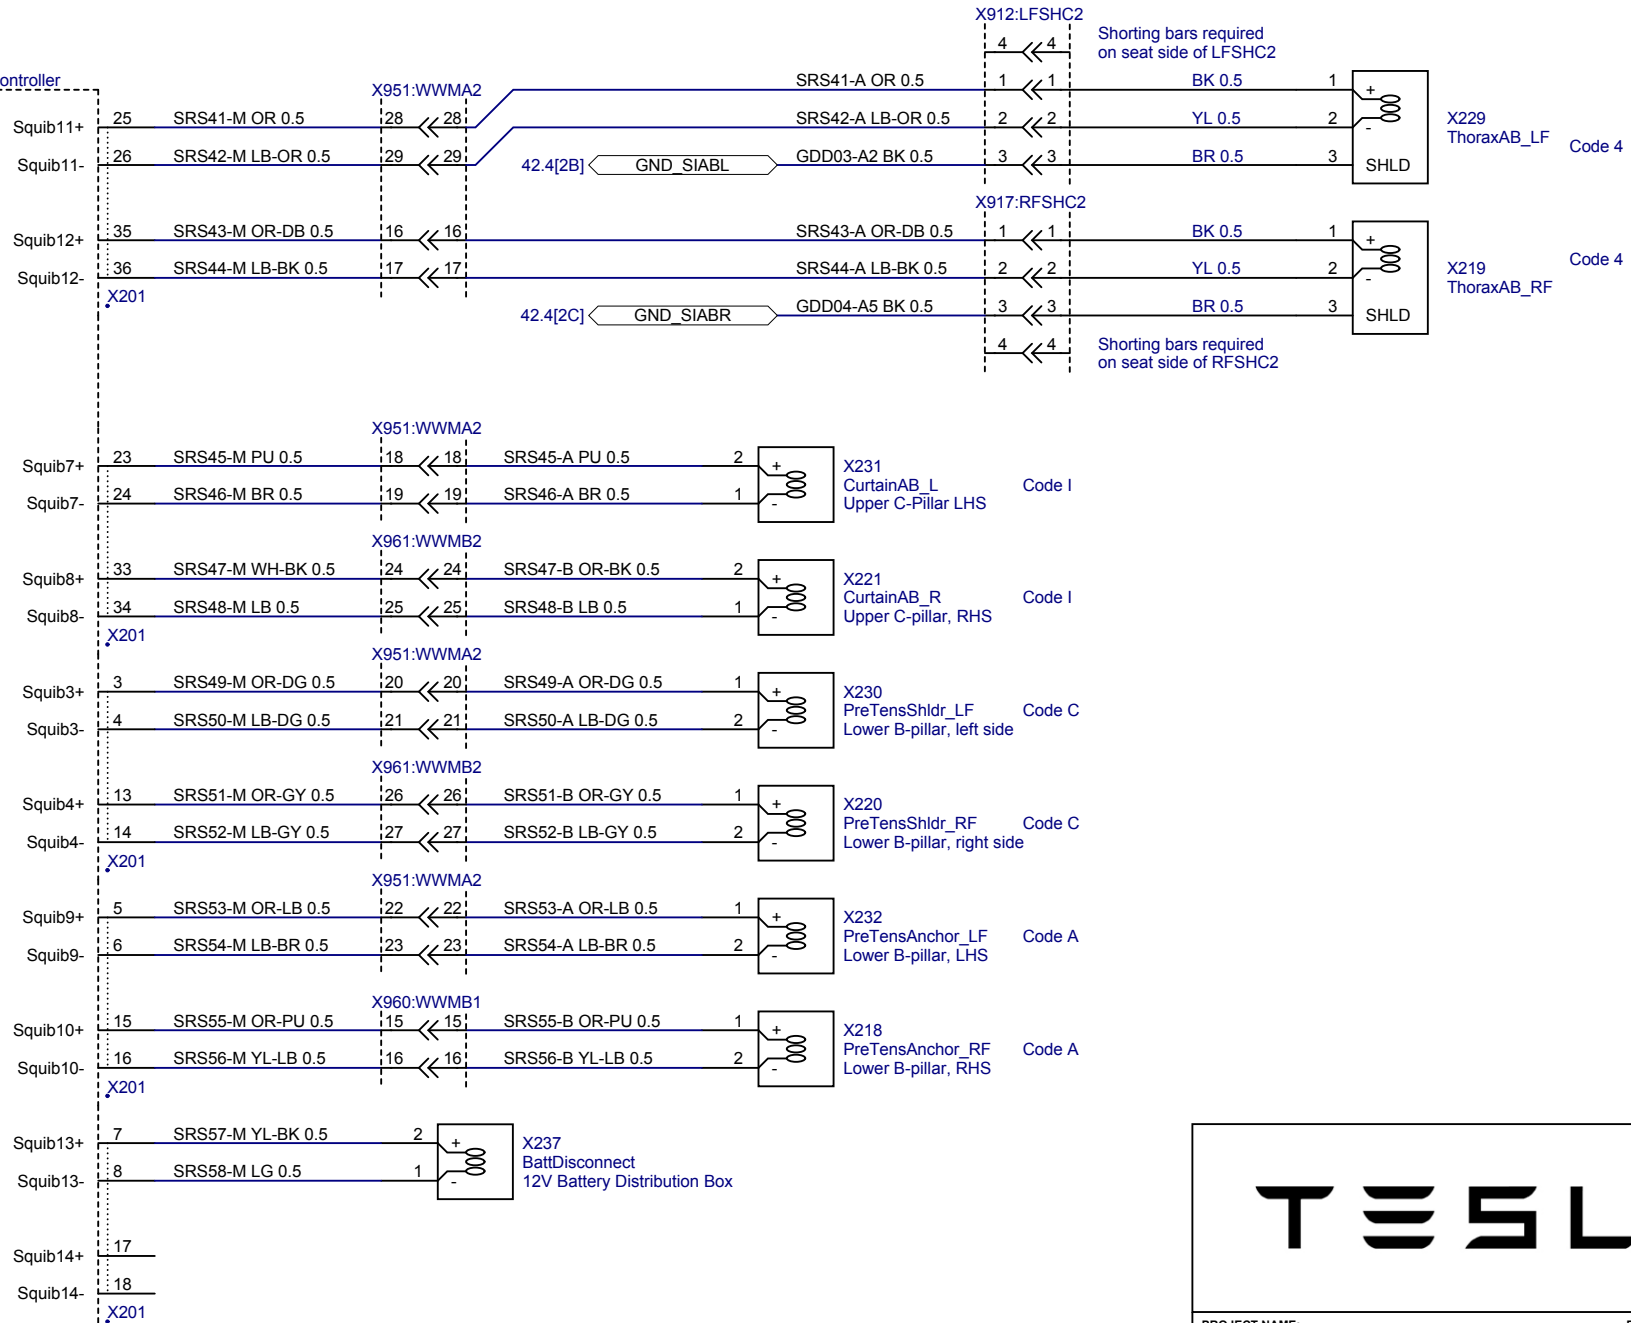 X912:LFSHC2
4 4 Shorting bars required
on seat side of LFSHC2
ontroller
X951:WWMA2 SRS41-A OR 0.5 1 1 BK 0.5 1 +
Squib11+ 25 SRS41-M OR 0.5 28 28 SRS42-A LB-OR 0.5 2 2 YL 0.5 2 - X229
ThoraxAB_LF Code 4
Squib11- 26 SRS42-M LB-OR 0.5 29 29 42.4[2B] GND_SIABL GDD03-A2 BK 0.5 3 3 BR 0.5 3 SHLD
X917:RFSHC2
Squib12+ 35 SRS43-M OR-DB 0.5 16 16 SRS43-A OR-DB 0.5 1 1 BK 0.5 1 + Code 4
Squib12- 36 SRS44-M LB-BK 0.5 17 17 SRS44-A LB-BK 0.5 2 2 YL 0.5 2 - X219
X201 ThoraxAB_RF
42.4[2C] GND_SIABR GDD04-A5 BK 0.5 3 3 BR 0.5 3 SHLD
4 4 Shorting bars required
on seat side of RFSHC2
X951:WWMA2
Squib7+ 23 SRS45-M PU 0.5 18 18 SRS45-A PU 0.5 2 + X231
CurtainAB_L Code I
Squib7- 24 SRS46-M BR 0.5 19 19 SRS46-A BR 0.5 1 - Upper C-Pillar LHS
X961:WWMB2
Squib8+ 33 SRS47-M WH-BK 0.5 24 24 SRS47-B OR-BK 0.5 2 + X221
CurtainAB_R Code I
Squib8- 34 SRS48-M LB 0.5 25 25 SRS48-B LB 0.5 1 - Upper C-pillar, RHS
X201
X951:WWMA2
Squib3+ 3 SRS49-M OR-DG 0.5 20 20 SRS49-A OR-DG 0.5 1 + X230
PreTensShldr_LF Code C
Squib3- 4 SRS50-M LB-DG 0.5 21 21 SRS50-A LB-DG 0.5 2 - Lower B-pillar, left side
X961:WWMB2
Squib4+ 13 SRS51-M OR-GY 0.5 26 26 SRS51-B OR-GY 0.5 1 + X220
PreTensShldr_RF Code C
Squib4- 14 SRS52-M LB-GY 0.5 27 27 SRS52-B LB-GY 0.5 2 - Lower B-pillar, right side
X201
X951:WWMA2
Squib9+ 5 SRS53-M OR-LB 0.5 22 22 SRS53-A OR-LB 0.5 1 + X232
PreTensAnchor_LF Code A
Squib9- 6 SRS54-M LB-BR 0.5 23 23 SRS54-A LB-BR 0.5 2 - Lower B-pillar, LHS
X960:WWMB1
Squib10+ 15 SRS55-M OR-PU 0.5 15 15 SRS55-B OR-PU 0.5 1 + X218
PreTensAnchor_RF Code A
Squib10- 16 SRS56-M YL-LB 0.5 16 16 SRS56-B YL-LB 0.5 2 - Lower B-pillar, RHS
X201
Squib13+ 7 SRS57-M YL-BK 0.5 2 + X237
BattDisconnect
Squib13- 8 SRS58-M LG 0.5 1 - 12V Battery Distribution Box
TESL
Squib14+ 17
Squib14- 18
X201
PROJECT NAME: